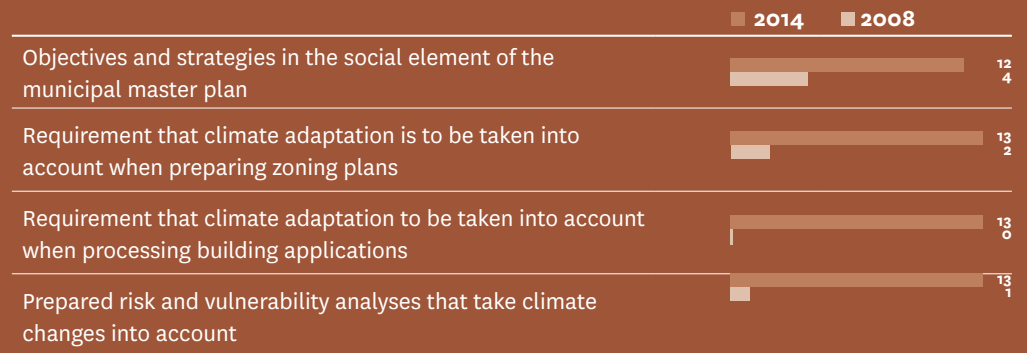 2014 2008
Objectives and strategies in the social element of the
municipal master plan
12
4
Requirement that climate adaptation is to be taken into
account when preparing zoning plans
13
2
Requirement that climate adaptation to be taken into account
when processing building applications
13
0
Prepared risk and vulnerability analyses that take climate
changes into account
13
1